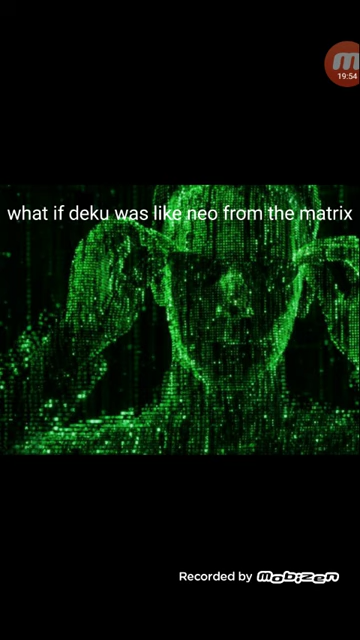 m
19:54
what if deku was like neo from the matrix
Recorded by mobizen